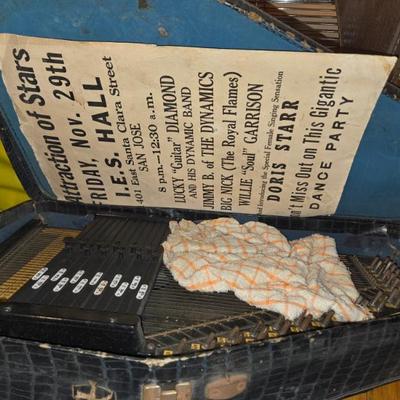 Attraction of Stars
FRIDAY, Nov. 29th
I.E.S. HALL
401 East Santa Clara Street
SAN JOSE
8 p.m.-12:30 a.m.
LUCKY "Guitar" DIAMOND
AND HIS DYNAMIC BAND
JIMMY B. of THE DYNAMICS
BIG NICK (The Royal Flames)
WILLIE "Soul" GARRISON
introducing the Special Female Singing Sensation
DORIS STARR
Miss Out on This Gigantic
DANCE PARTY